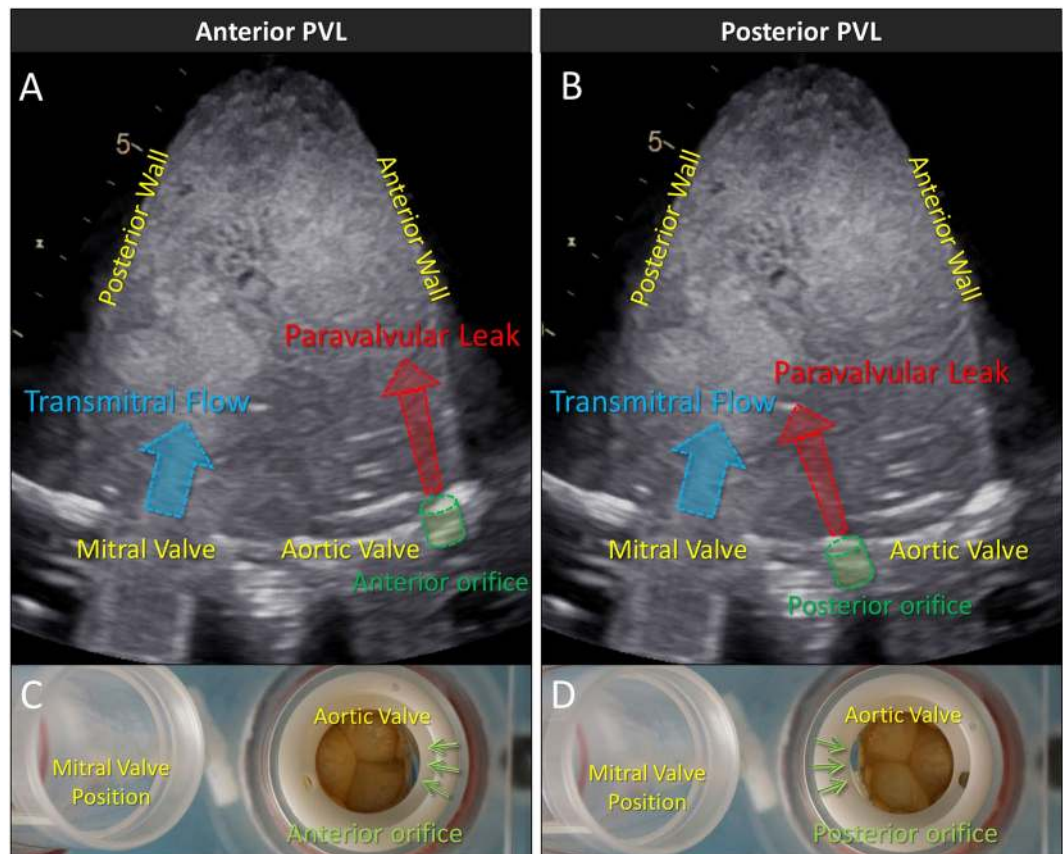 Anterior PVL
Posterior PVL
A
5
Posterior Wall
Anterior Wall
Paravalvular Leak
Transmitral Flow
Mitral Valve
Aortic Valve
Anterior orifice
B
5
Posterior Wall
Anterior Wall
Paravalvular Leak
Transmitral Flow
Mitral Valve
Aortic Valve
Posterior orifice
C
Aortic Valve
Mitral Valve
Position
Anterior orifice
D
Aortic Valve
Mitral Valve
Position
Posterior orifice